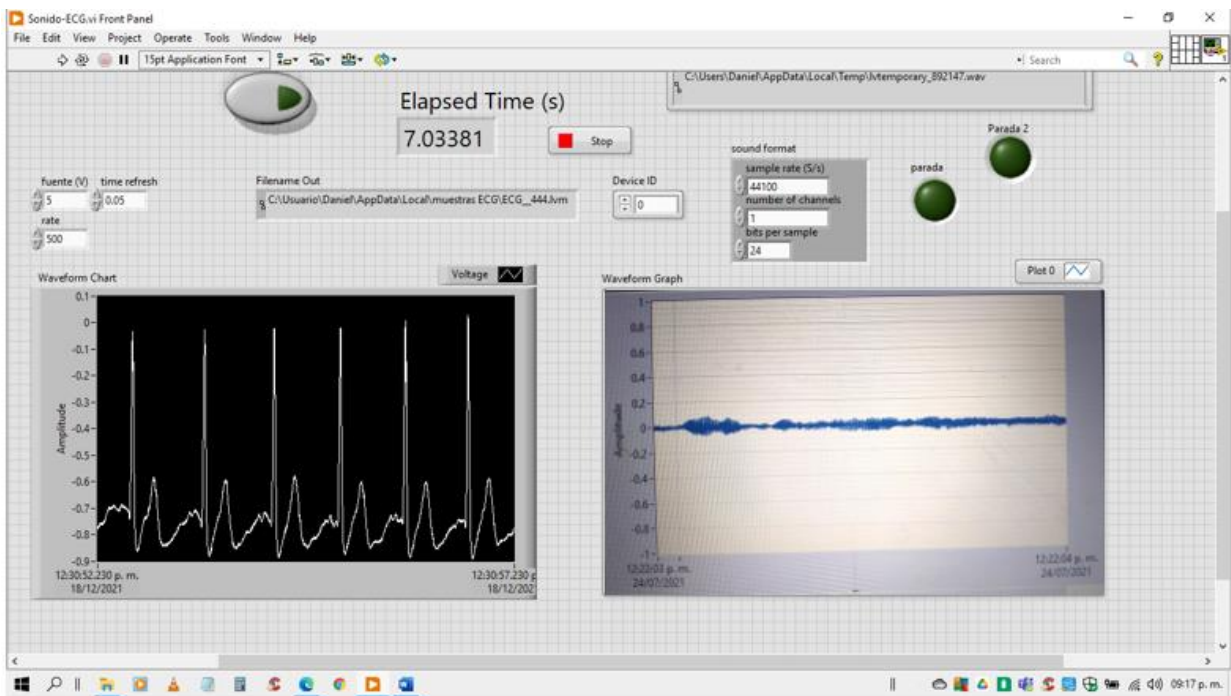 Sonido-ECG.vi Front Panel
File Edit View Project Operate Tools Window Help
15pt Application Font
Search
C:\Users\Daniel\AppData\Local\Temp\lvtemporary_892147.wav
Elapsed Time (s)
7.03381
Stop
Parada 2
sound format
parada
sample rate (S/s)
44100
number of channels
1
bits per sample
24
fuente (V)
5
time refresh
0.05
rate
500
Filename Out
C:\Usuario\Daniel\AppData\Local\muestras ECG\ECG__444.lvm
Device ID
0
Waveform Chart
Voltage
Amplitude
0.1
0
-0.1
-0.2
-0.3
-0.4
-0.5
-0.6
-0.7
-0.8
-0.9
12:30:52.230 p. m.
18/12/2021
12:30:57.230 p
18/12/202
Waveform Graph
Plot 0
Amplitude
1
0.8
0.6
0.4
0.2
0
-0.2
-0.4
-0.6
-0.8
-1
12:22:03 p. m.
24/07/2021
12:22:04 p. m.
24/07/2021
09:17 p. m.